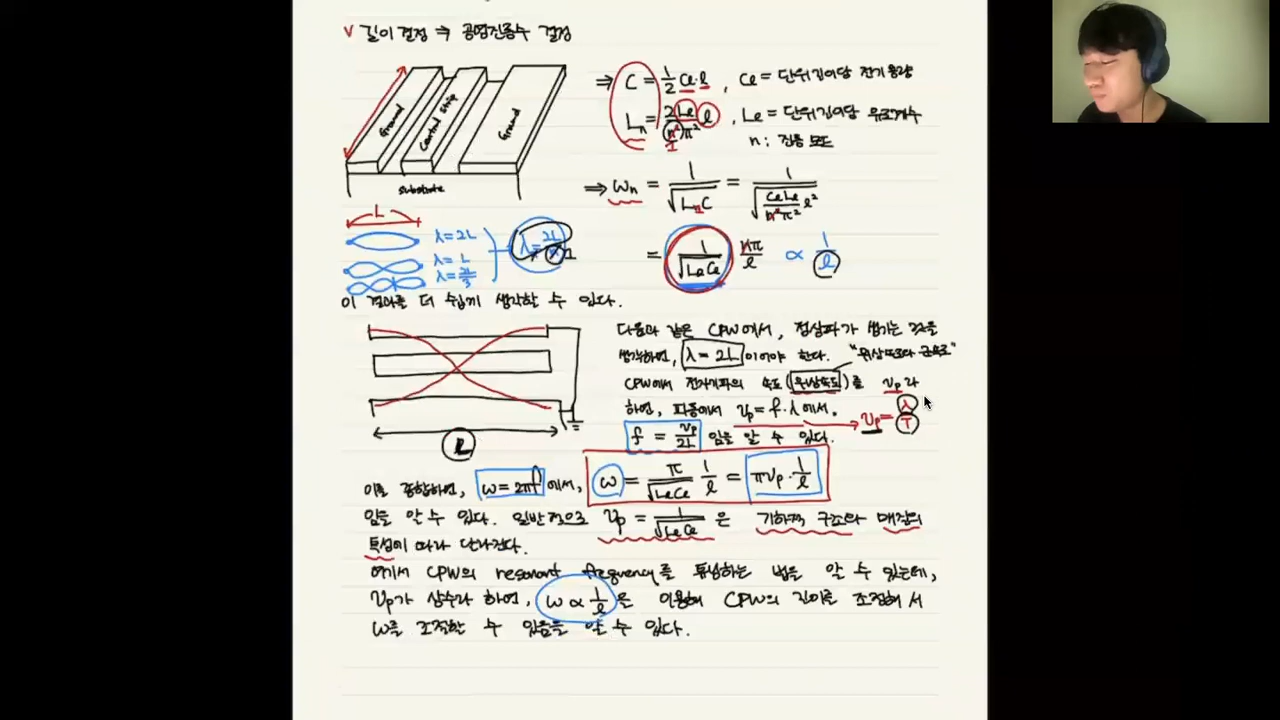 v 길이 결정 ⇒ 공명진동수 결정
Ground
Central Strip
Ground
substrate
⇒ C = 1/2 Cℓ·ℓ , Cℓ = 단위길이당 전기용량
Lₙ = 2Lℓ/n²π² ℓ , Lℓ = 단위길이당 유도계수
1
n : 진동 모드
⇒ ωₙ = 1/√(LₙC) = 1/√(CℓLℓ/n²π² ℓ²)
= 1/√(LℓCℓ) nπ/ℓ ∝ 1/ℓ
L
λ = 2L
λ = L
λ = 2L/3
이 결과를 더 쉽게 생각할 수 있다.
다음과 같은 CPW에서, 정상파가 생기는 것을
생각하면, λ = 2L 이어야 한다.
CPW에서 전자기파의 속도(위상속도)를 vₚ라
하면, 파동에서 vₚ = f·λ에서, vₚ = λ/T
f = vₚ/2L 임을 알 수 있다.
이를 종합하면, ω = 2πf 에서, ω = π/√(LℓCℓ) 1/ℓ = πvₚ·1/ℓ
임을 알 수 있다. 일반적으로 vₚ = 1/√(LℓCℓ) 은 기하적 구조와 매질의
특성에 따라 달라진다.
여기서 CPW의 resonant frequency를 튜닝하는 법을 알 수 있는데,
vₚ가 상수라 하면, ω ∝ 1/ℓ 을 이용해 CPW의 길이를 조정해서
ω를 조절할 수 있음을 알 수 있다.